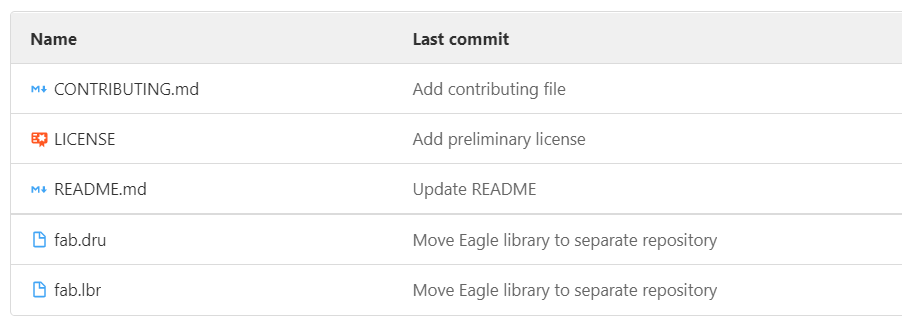 Name Last commit
CONTRIBUTING.md Add contributing file
LICENSE Add preliminary license
README.md Update README
fab.dru Move Eagle library to separate repository
fab.lbr Move Eagle library to separate repository